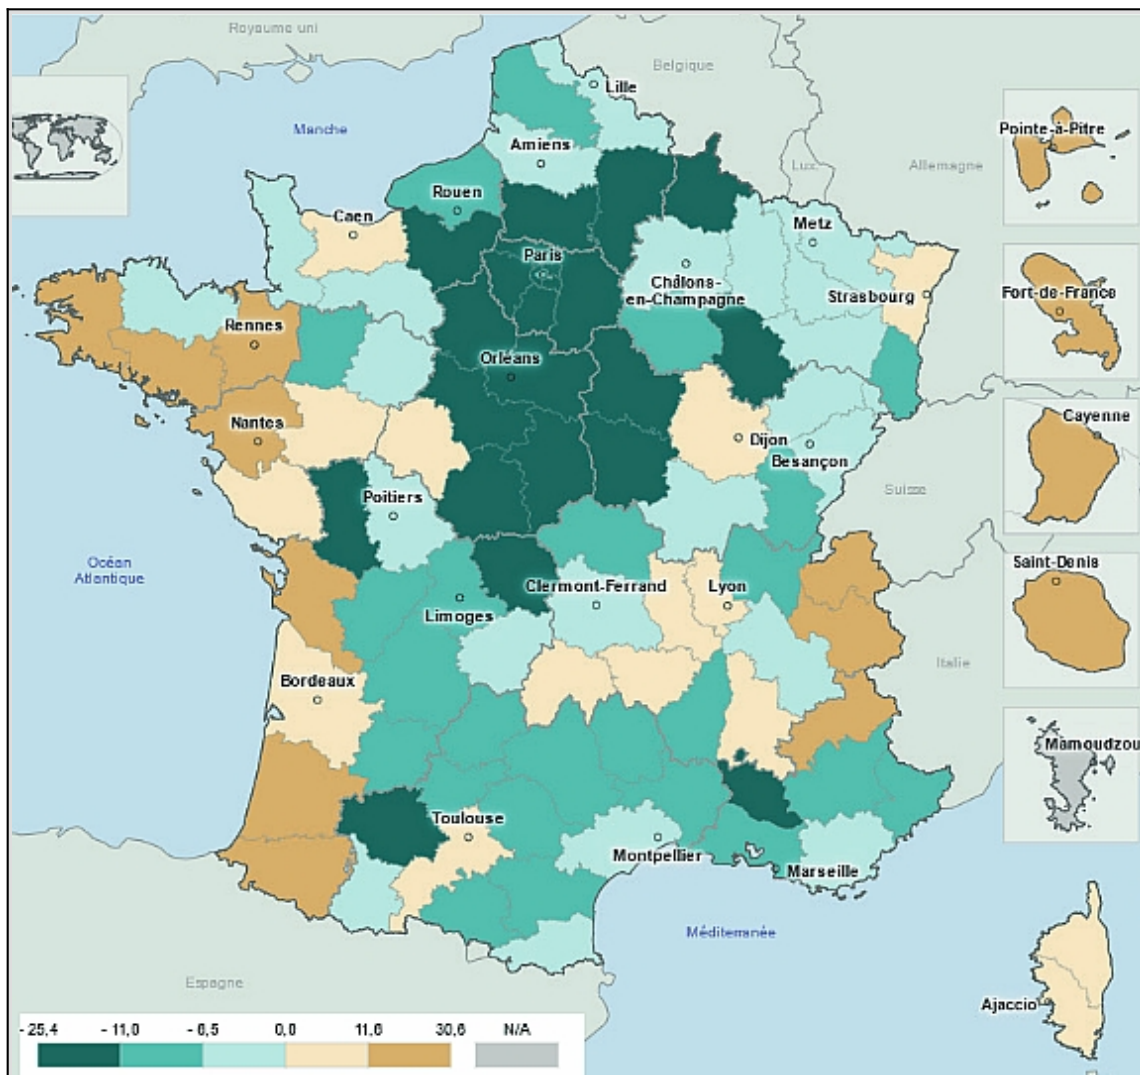 Royaume uni
Belgique
Lille
Manche
Pointe-à-Pitre
Amiens
Lux.
Allemagne
Rouen
Caen
Metz
Paris
Châlons-
en-Champagne
Strasbourg
Fort-de-France
Rennes
Orléans
Nantes
Dijon
Besançon
Cayenne
Poitiers
Suisse
Océan
Atlantique
Saint-Denis
Clermont-Ferrand
Lyon
Limoges
Italie
Bordeaux
Mamoudzou
Toulouse
Montpellier
Marseille
Méditerranée
Espagne
Ajaccio
- 25,4 - 11,0 - 6,5 0,0 11,6 30,6 N/A